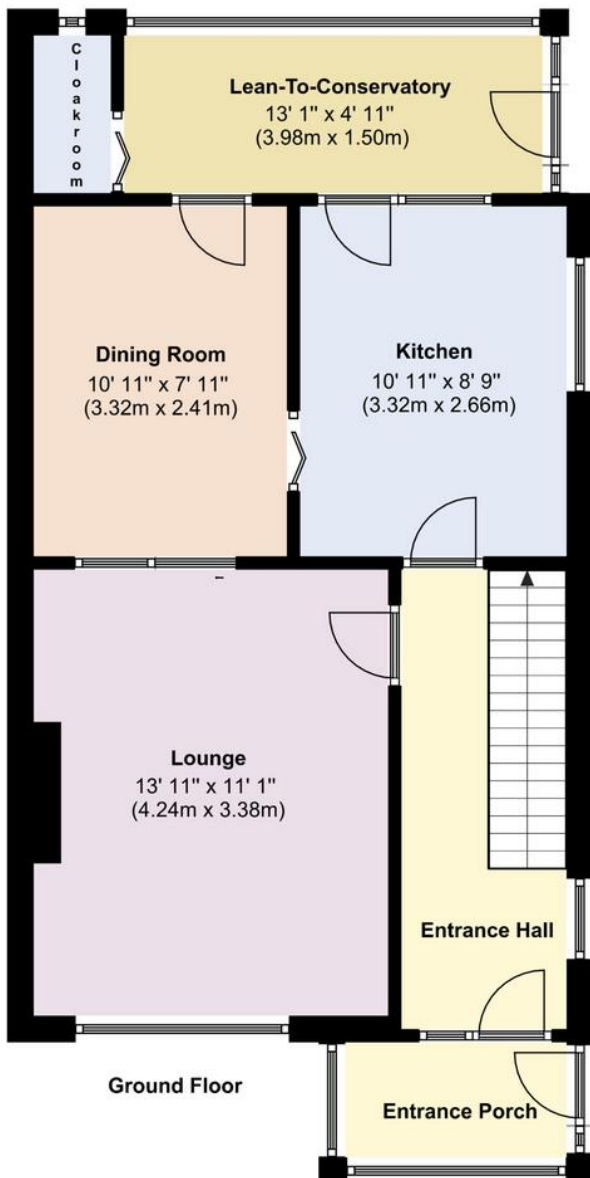 Cloakroom
Lean-To-Conservatory
13' 1" x 4' 11"
(3.98m x 1.50m)
Dining Room
10' 11" x 7' 11"
(3.32m x 2.41m)
Kitchen
10' 11" x 8' 9"
(3.32m x 2.66m)
Lounge
13' 11" x 11' 1"
(4.24m x 3.38m)
Entrance Hall
Ground Floor
Entrance Porch